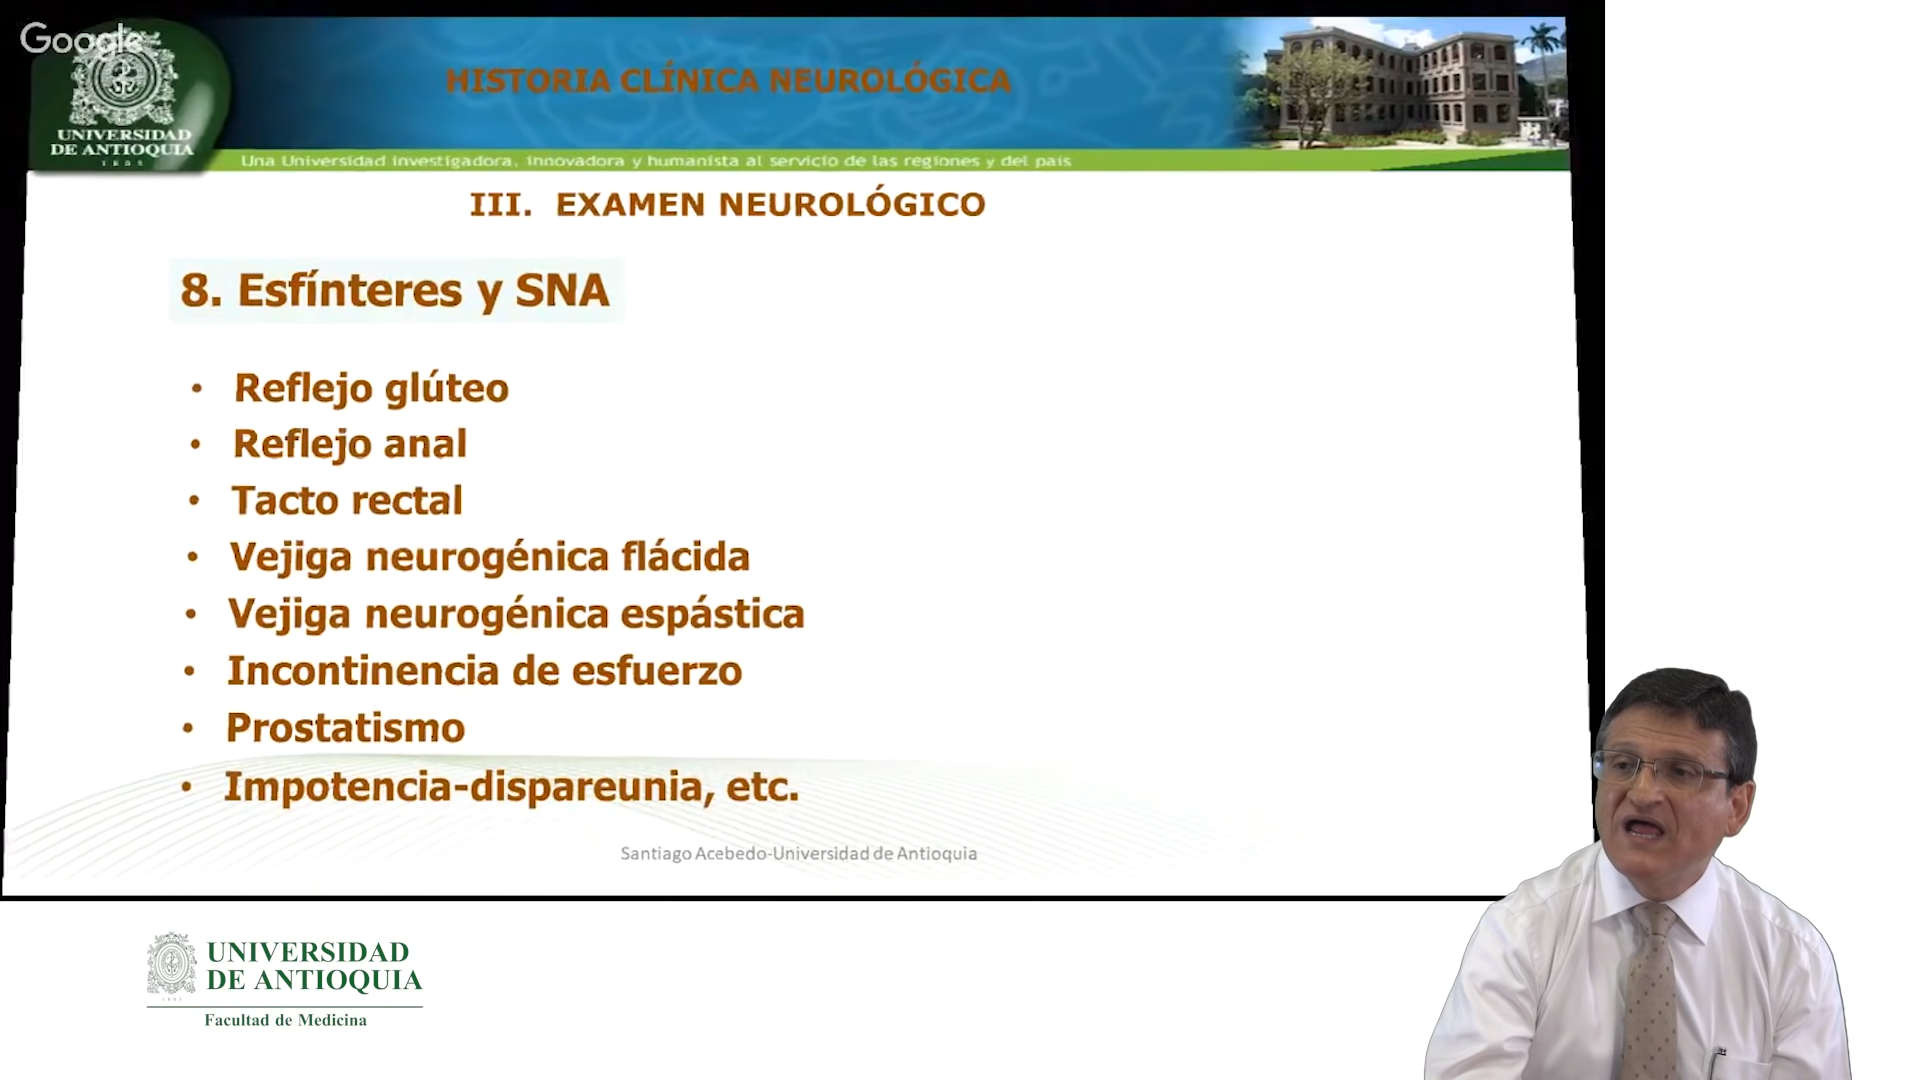 Google
UNIVERSIDAD
DE ANTIOQUIA
1803
HISTORIA CLÍNICA NEUROLÓGICA
Una Universidad investigadora, innovadora y humanista al servicio de las regiones y del país
III. EXAMEN NEUROLÓGICO
8. Esfínteres y SNA
• Reflejo glúteo
• Reflejo anal
• Tacto rectal
• Vejiga neurogénica flácida
• Vejiga neurogénica espástica
• Incontinencia de esfuerzo
• Prostatismo
• Impotencia-dispareunia, etc.
Santiago Acebedo-Universidad de Antioquia
UNIVERSIDAD
DE ANTIOQUIA
1803
Facultad de Medicina